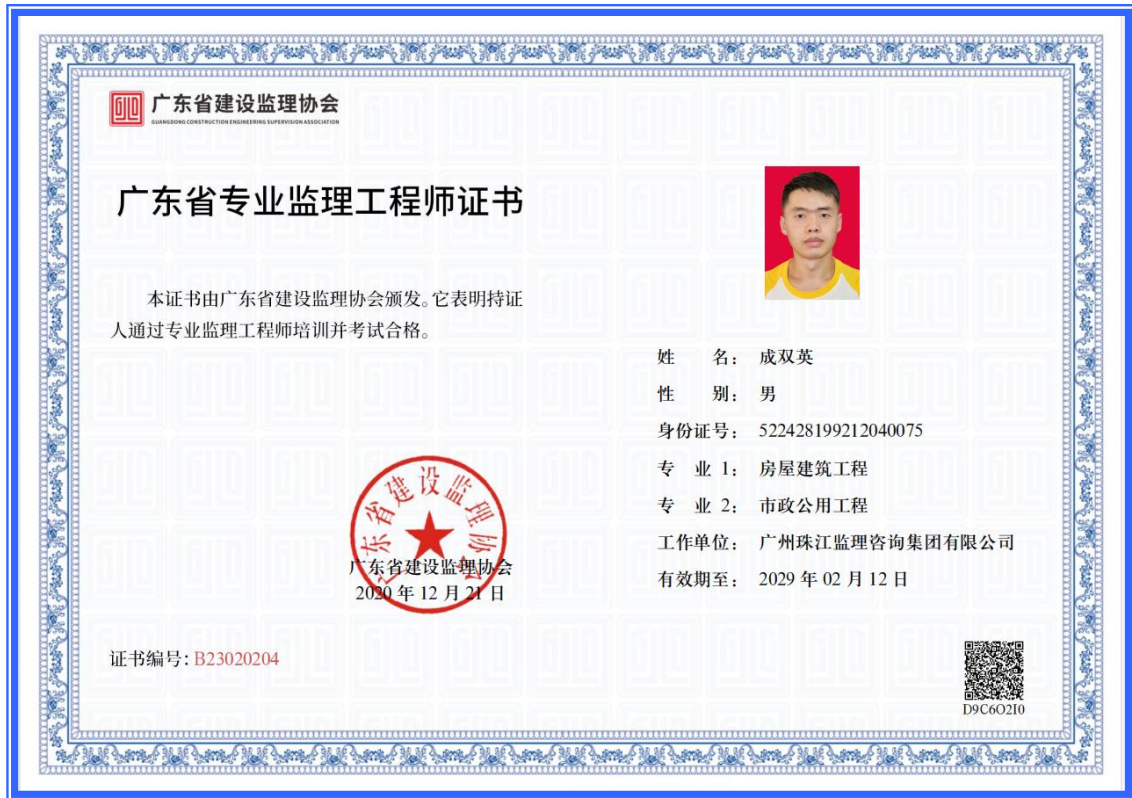 广东省建设监理协会
GUANGDONG CONSTRUCTION ENGINEERING SUPERVISION ASSOCIATION
广东省专业监理工程师证书
本证书由广东省建设监理协会颁发。它表明持证
人通过专业监理工程师培训并考试合格。
姓 名： 成双英
性 别： 男
身份证号： 522428199212040075
专 业 1： 房屋建筑工程
专 业 2： 市政公用工程
工作单位： 广州珠江监理咨询集团有限公司
有效期至： 2029 年 02 月 12 日
广东省建设监理协会
广东省建设监理协会
2020 年 12 月 21 日
证书编号：B23020204
D9C6O2I0